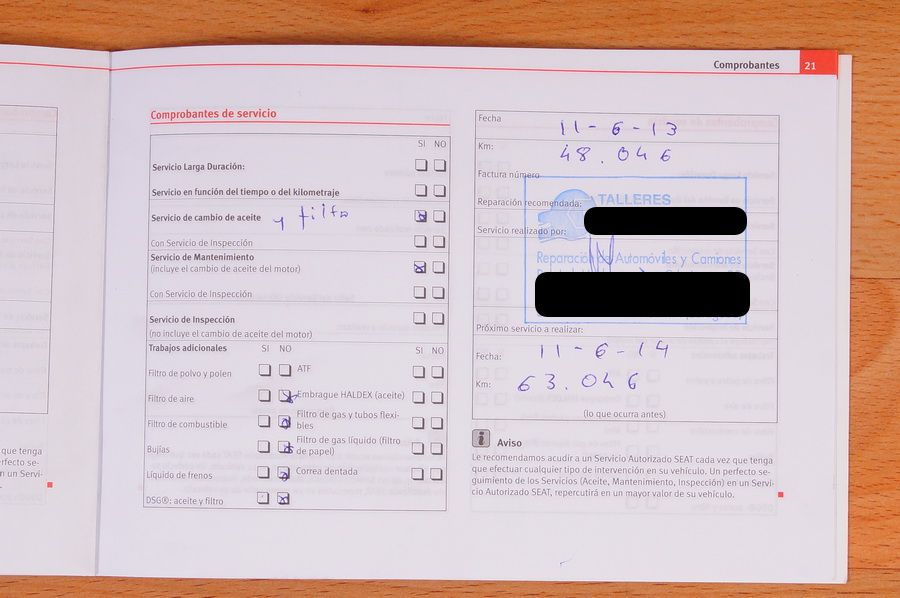 Comprobantes 21
Comprobantes de servicio
SI NO
Servicio Larga Duración:
Servicio en función del tiempo o del kilometraje
Servicio de cambio de aceite y filtro
Con Servicio de Inspección
Servicio de Mantenimiento
(incluye el cambio de aceite del motor)
Con Servicio de Inspección
Servicio de Inspección
(no incluye el cambio de aceite del motor)
Trabajos adicionales SI NO SI NO
Filtro de polvo y polen
ATF
Filtro de aire
Embrague HALDEX (aceite)
Filtro de combustible
Filtro de gas y tubos flexi-
bles
Bujías
Filtro de gas líquido (filtro
de papel)
Líquido de frenos
Correa dentada
DSG®: aceite y filtro
Fecha 11-6-13
Km: 48.046
Factura número
Reparación recomendada:
TALLERES
Servicio realizado por:
Reparación de Automóviles y Camiones
Próximo servicio a realizar:
Fecha: 11-6-14
Km: 63.046
(lo que ocurra antes)
i Aviso
Le recomendamos acudir a un Servicio Autorizado SEAT cada vez que tenga
que efectuar cualquier tipo de intervención en su vehículo. Un perfecto se-
guimiento de los Servicios (Aceite, Mantenimiento, Inspección) en un Servi-
cio Autorizado SEAT, repercutirá en un mayor valor de su vehículo.
que tenga
rfecto se-
n un Servi-